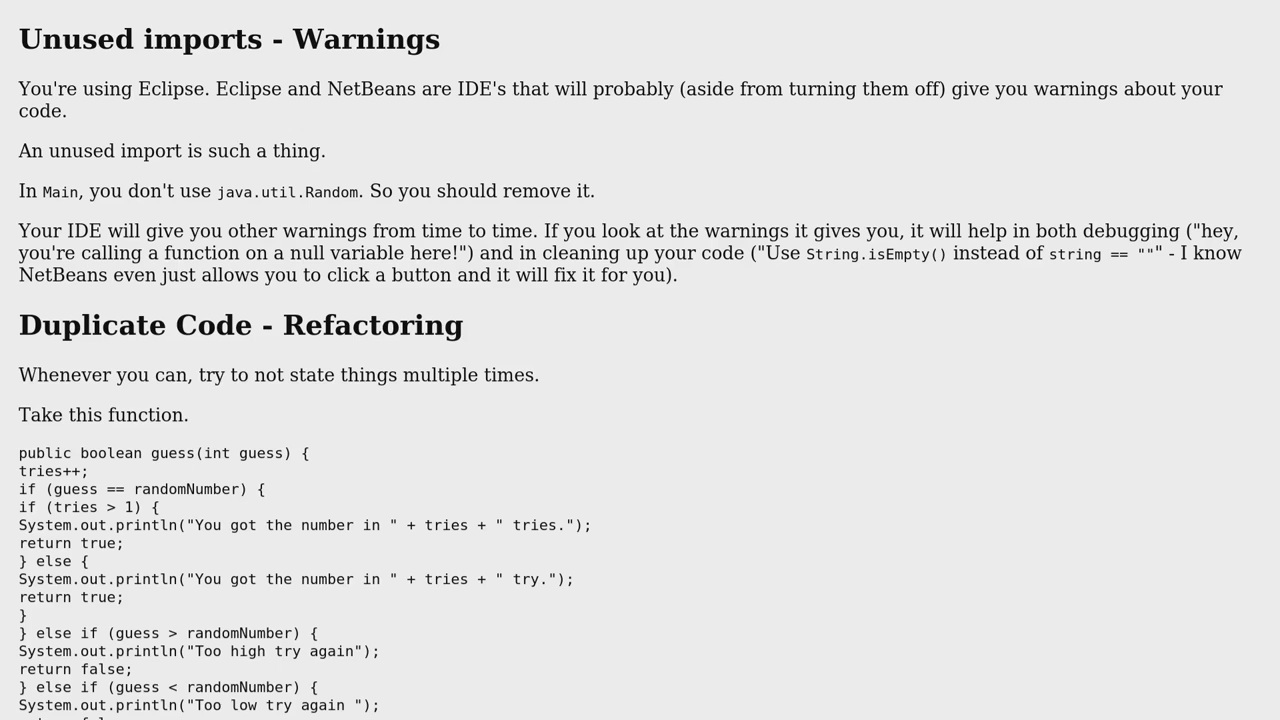 Unused imports - Warnings
You're using Eclipse. Eclipse and NetBeans are IDE's that will probably (aside from turning them off) give you warnings about your
code.
An unused import is such a thing.
In Main, you don't use java.util.Random. So you should remove it.
Your IDE will give you other warnings from time to time. If you look at the warnings it gives you, it will help in both debugging ("hey,
you're calling a function on a null variable here!") and in cleaning up your code ("Use String.isEmpty() instead of string == """ - I know
NetBeans even just allows you to click a button and it will fix it for you).
Duplicate Code - Refactoring
Whenever you can, try to not state things multiple times.
Take this function.
public boolean guess(int guess) {
tries++;
if (guess == randomNumber) {
if (tries > 1) {
System.out.println("You got the number in " + tries + " tries.");
return true;
} else {
System.out.println("You got the number in " + tries + " try.");
return true;
}
} else if (guess > randomNumber) {
System.out.println("Too high try again");
return false;
} else if (guess < randomNumber) {
System.out.println("Too low try again ");